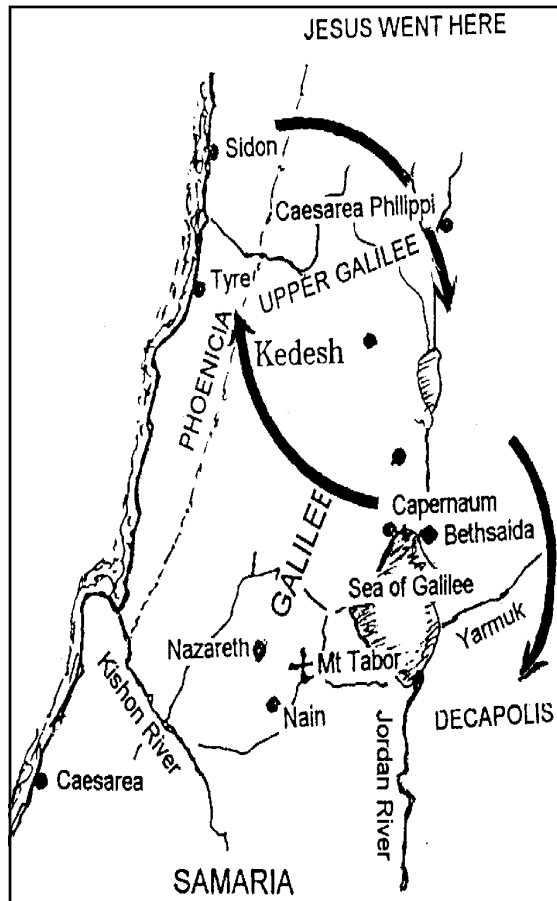 JESUS WENT HERE
Sidon
Caesarea Philippi
UPPER GALILEE
Tyre
PHOENICIA
Kedesh
GALILEE
Capernaum
Bethsaida
Sea of Galilee
Yarmuk
Nazareth
Mt Tabor
Kishon River
Nain
DECAPOLIS
Jordan River
Caesarea
SAMARIA